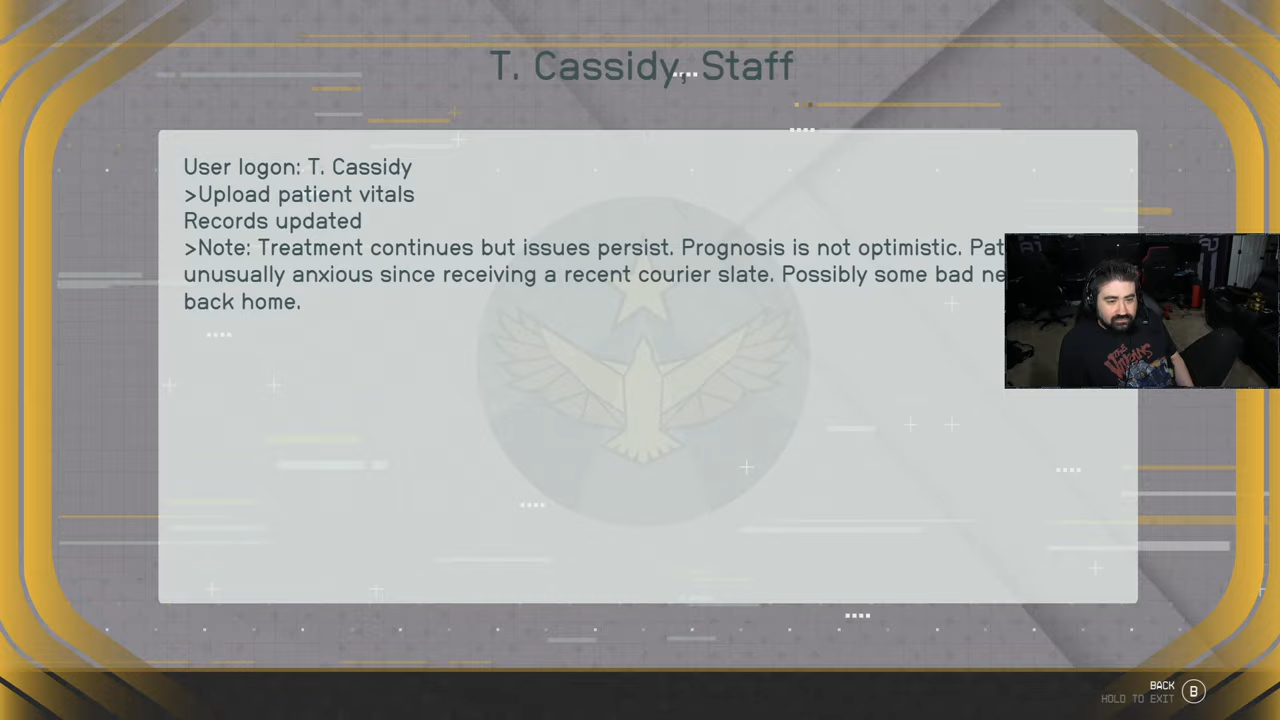 T. Cassidy, Staff
User logon: T. Cassidy
>Upload patient vitals
Records updated
>Note: Treatment continues but issues persist. Prognosis is not optimistic.
unusually anxious since receiving a recent courier slate. Possibly some bad
back home.
BACK
HOLD TO EXIT
B